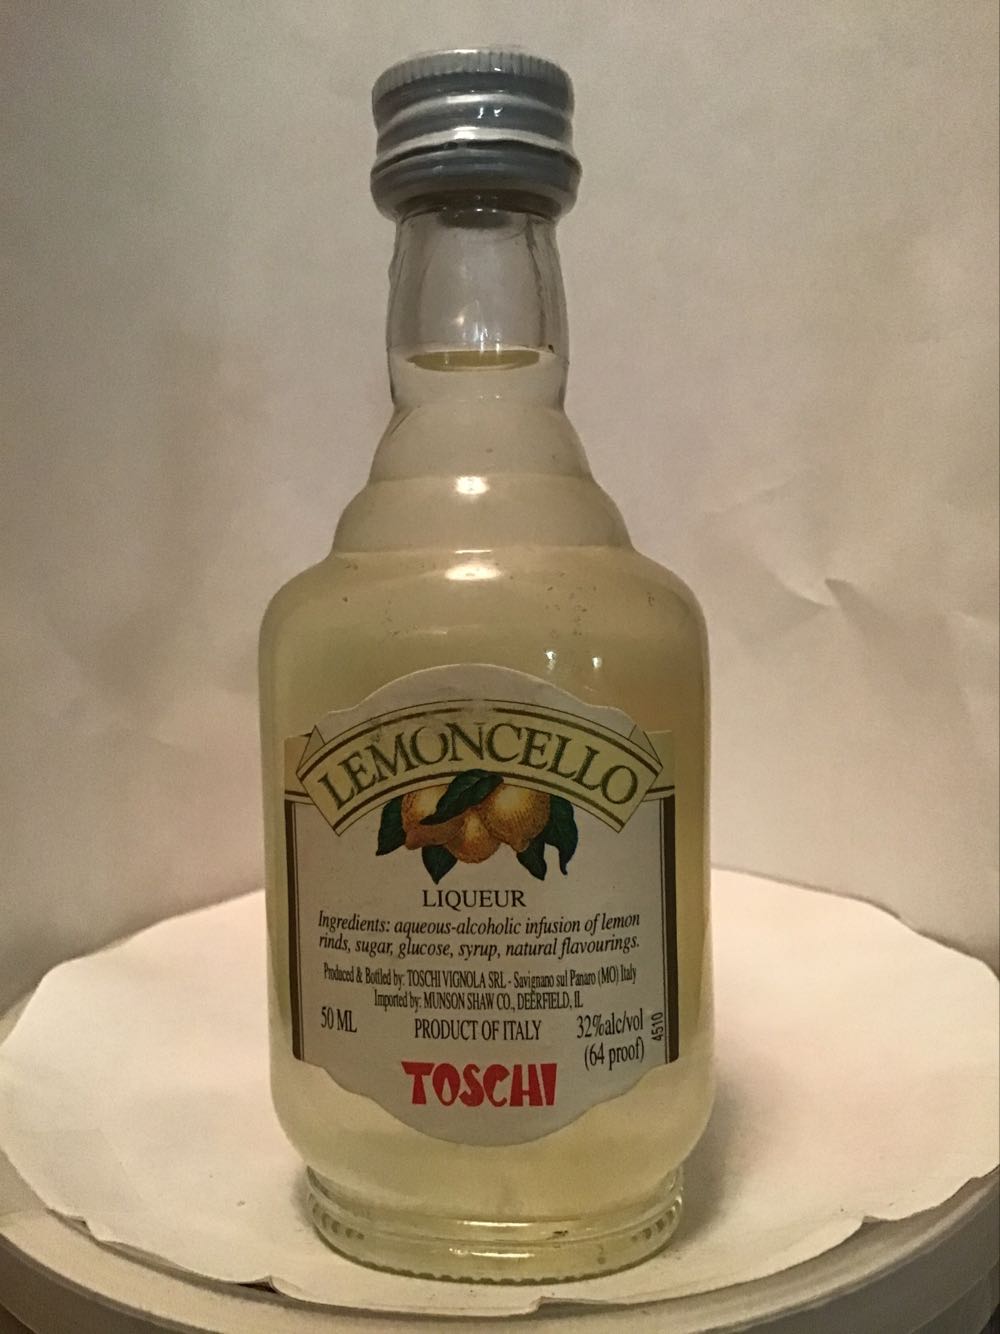 LEMONCELLO
LIQUEUR
Ingredients: aqueous-alcoholic infusion of lemon
rinds, sugar, glucose, syrup, natural flavourings.
Produced & Bottled by: TOSCHI VIGNOLA SRL - Savignano sul Panaro (MO) Italy
Imported by: MUNSON SHAW CO., DEERFIELD, IL
50 ML
PRODUCT OF ITALY
32%alc/vol
(64 proof)
4510
TOSCHI